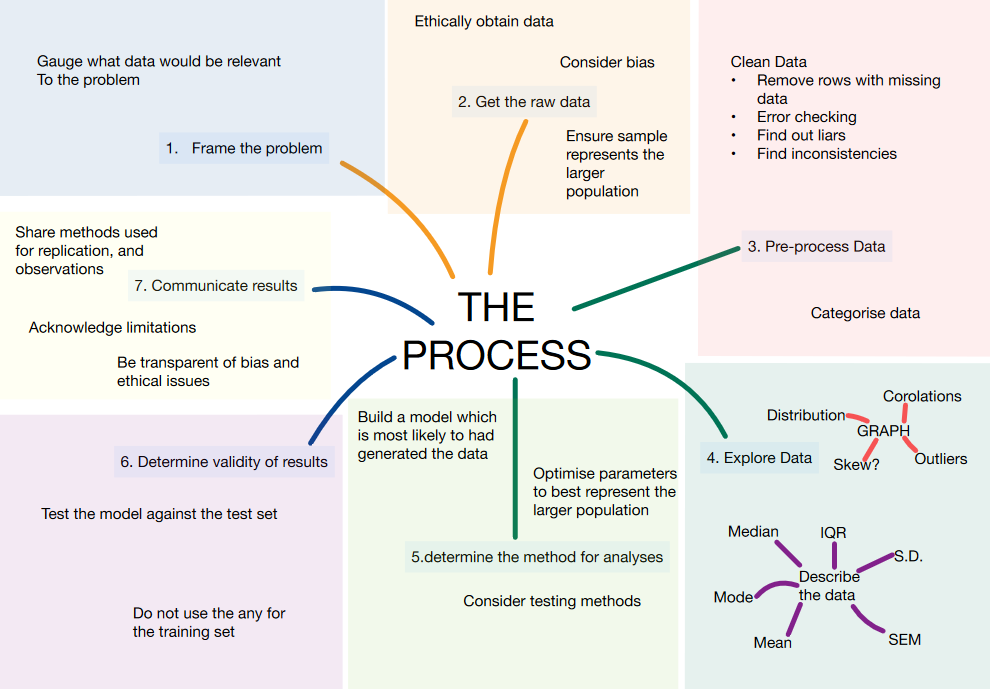 Gauge what data would be relevant
To the problem
1. Frame the problem
Ethically obtain data
Consider bias
2. Get the raw data
Ensure sample
represents the
larger
population
Clean Data
• Remove rows with missing
data
• Error checking
• Find out liars
• Find inconsistencies
3. Pre-process Data
Categorise data
THE
PROCESS
4. Explore Data
Corolations
Distribution
GRAPH
Skew?
Outliers
Median
IQR
S.D.
Describe
the data
Mode
Mean
SEM
Build a model which
is most likely to had
generated the data
Optimise parameters
to best represent the
larger population
5.determine the method for analyses
Consider testing methods
6. Determine validity of results
Test the model against the test set
Do not use the any for
the training set
Share methods used
for replication, and
observations
7. Communicate results
Acknowledge limitations
Be transparent of bias and
ethical issues